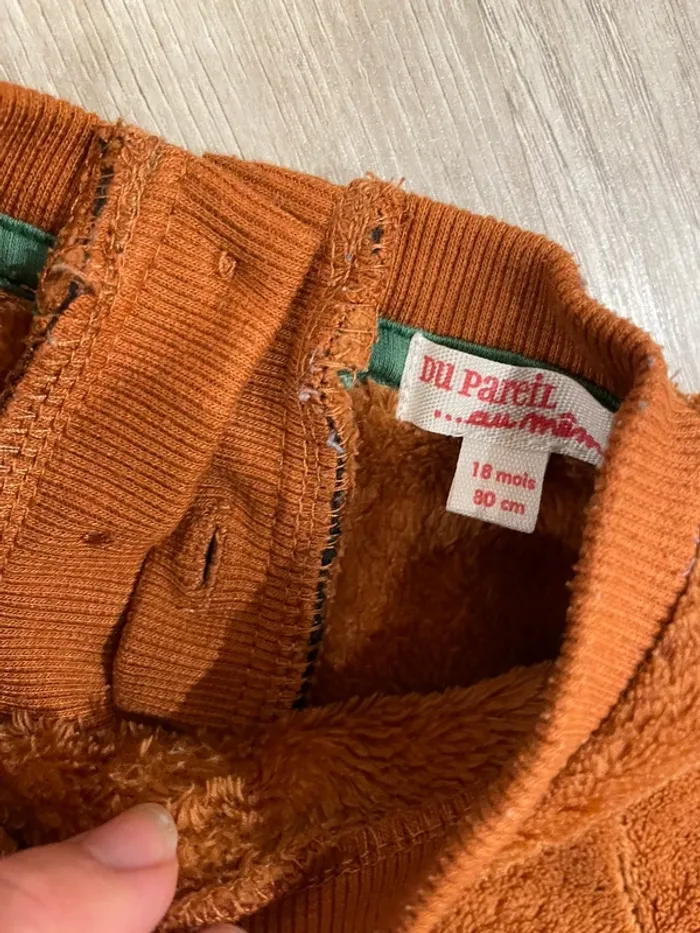 DU PAREIL
...au mêm
18 mois
80 cm